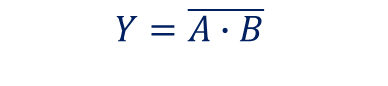 Y = \overline{A · B}